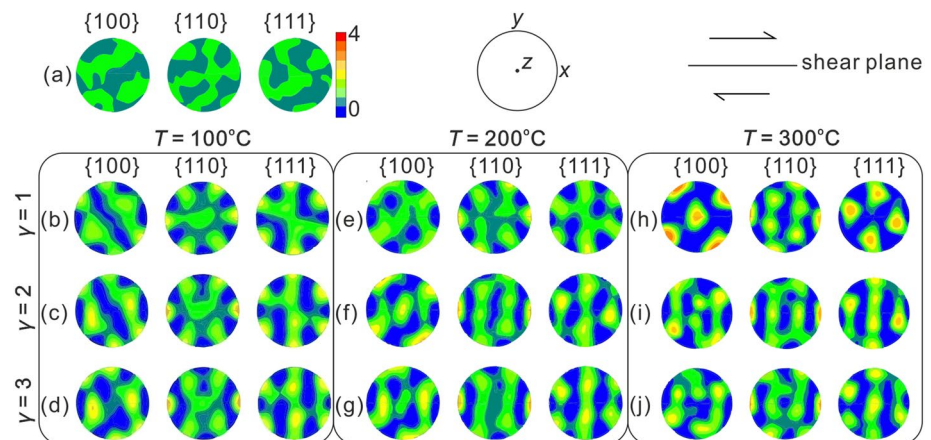 {100} {110} {111}
(a)
4
0
y
z
x
shear plane
T = 100°C T = 200°C T = 300°C
{100} {110} {111} {100} {110} {111} {100} {110} {111}
γ = 1 (b) (e) (h)
γ = 2 (c) (f) (i)
γ = 3 (d) (g) (j)